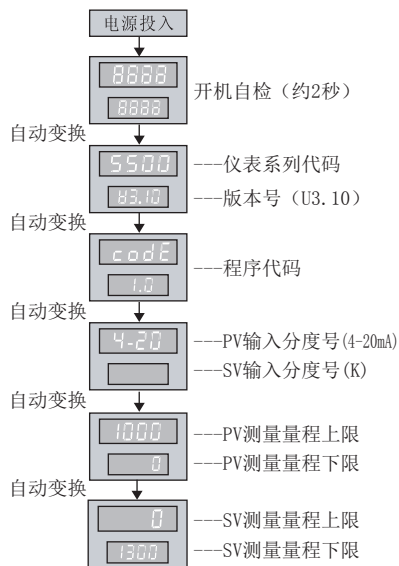 电源投入
8888
8888
开机自检（约2秒）
自动变换
5500
---仪表系列代码
U3.10
---版本号（U3.10）
自动变换
codE
1.0
---程序代码
自动变换
4-20
---PV输入分度号(4-20mA)
---SV输入分度号(K)
自动变换
1000
---PV测量量程上限
0
---PV测量量程下限
自动变换
0
---SV测量量程上限
1300
---SV测量量程下限